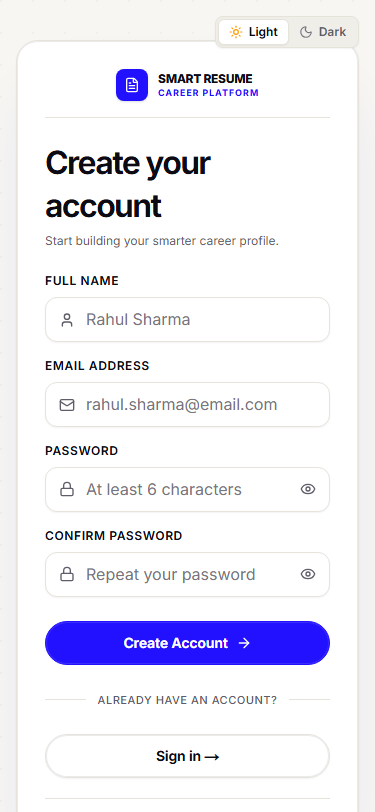 Light
Dark
SMART RESUME
CAREER PLATFORM
Create your
account
Start building your smarter career profile.
FULL NAME
Rahul Sharma
EMAIL ADDRESS
rahul.sharma@email.com
PASSWORD
At least 6 characters
CONFIRM PASSWORD
Repeat your password
Create Account →
ALREADY HAVE AN ACCOUNT?
Sign in →